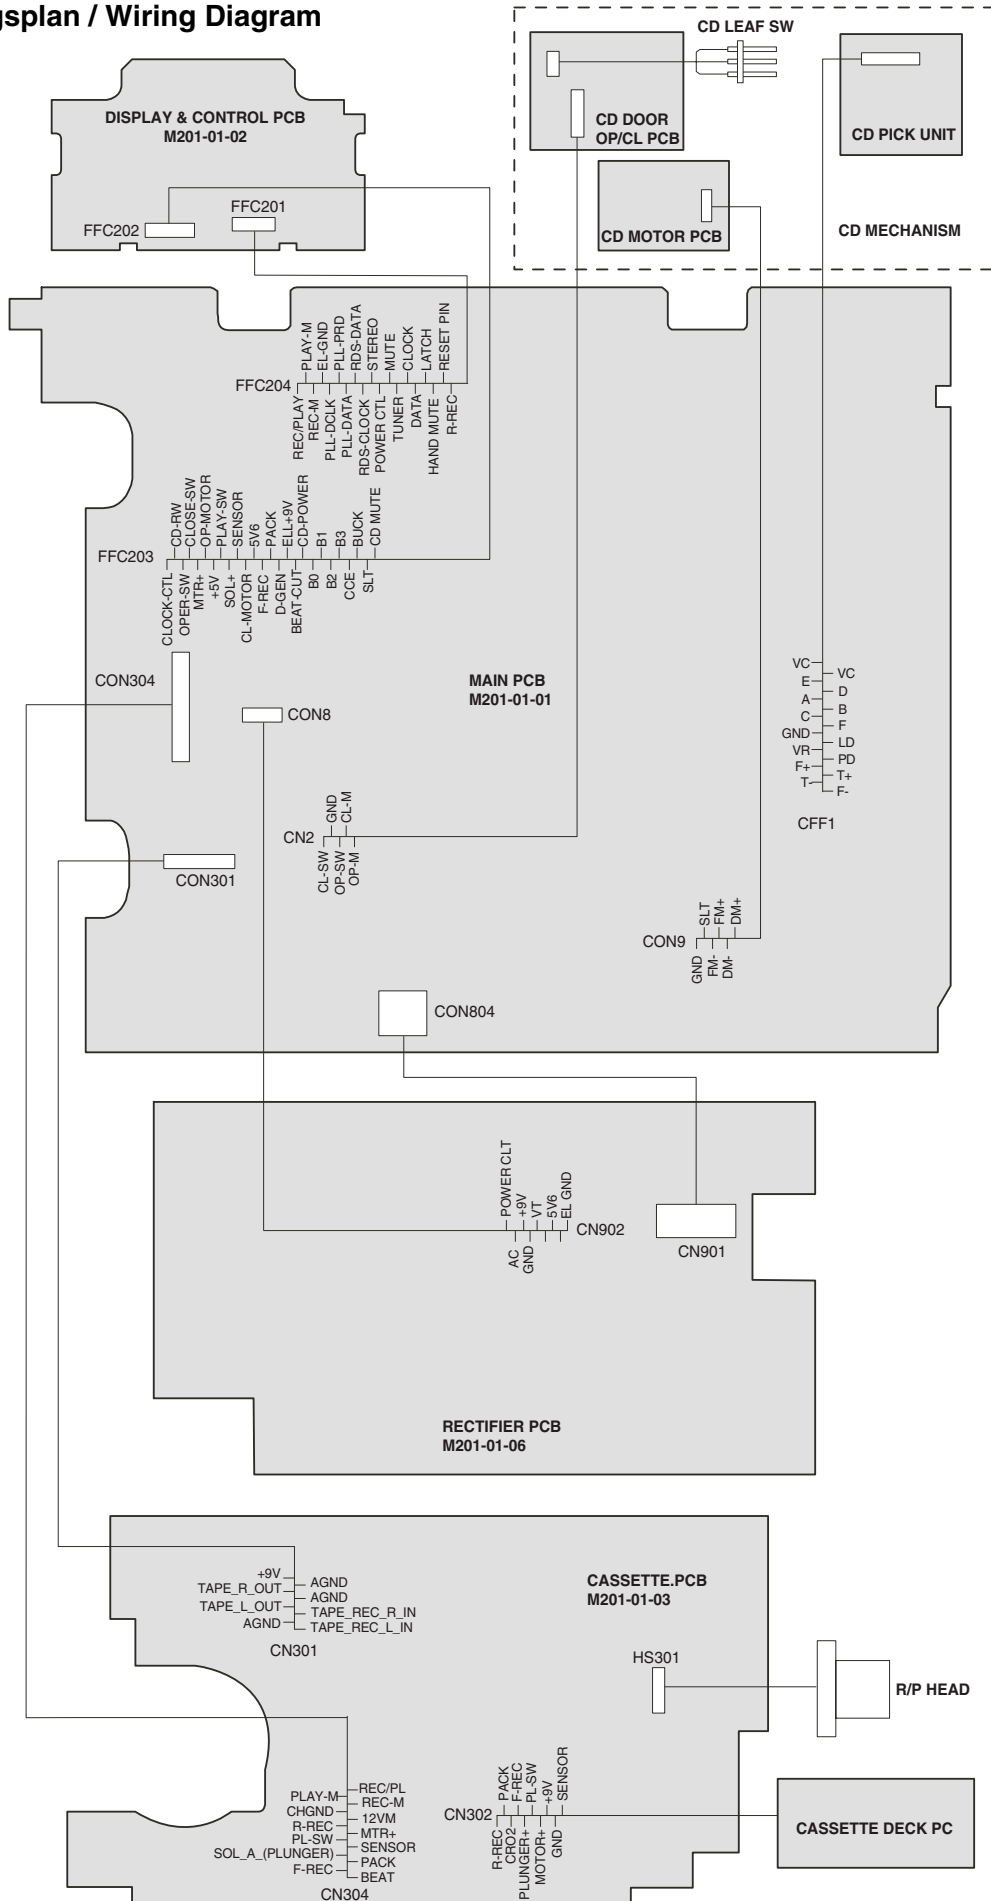 gsplan / Wiring Diagram
CD LEAF SW
DISPLAY & CONTROL PCB
M201-01-02
CD DOOR
OP/CL PCB
CD PICK UNIT
FFC201
FFC202
CD MOTOR PCB
CD MECHANISM
PLAY-M
EL-GND
PLL-PRD
RDS-DATA
STEREO
MUTE
CLOCK
LATCH
RESET PIN
FFC204
REC/PLAY
REC-M
PLL-DCLK
PLL-DATA
RDS-CLOCK
POWER CTL
TUNER
DATA
HAND MUTE
R-REC
CD-RW
CLOSE-SW
OP-MOTOR
PLAY-SW
SENSOR
5V6
PACK
ELL+9V
CD-POWER
B1
B3
BUCK
CD MUTE
FFC203
CLOCK-CTL
OPER-SW
MTR+
+5V
SOL+
CL-MOTOR
F-REC
D-GEN
BEAT-CUT
B0
B2
CCE
SLT
CON304
MAIN PCB
M201-01-01
CON8
VC
E
A
C
GND
VR
F+
T-
VC
D
B
F
LD
PD
T+
F-
CFF1
GND
CL-M
CN2
CL-SW
OP-SW
OP-M
CON301
SLT
FM+
DM+
CON9
GND
FM-
DM-
CON804
POWER CLT
+9V
VT
5V6
EL GND
CN902
AC
GND
CN901
RECTIFIER PCB
M201-01-06
+9V
TAPE_R_OUT
TAPE_L_OUT
AGND
AGND
AGND
TAPE_REC_R_IN
TAPE_REC_L_IN
CN301
CASSETTE.PCB
M201-01-03
HS301
R/P HEAD
PLAY-M
CHGND
R-REC
PL-SW
SOL_A_(PLUNGER)
F-REC
REC/PL
REC-M
12VM
MTR+
SENSOR
PACK
BEAT
CN304
PACK
F-REC
PL-SW
+9V
SENSOR
CN302
R-REC
CRO2
PLUNGER+
MOTOR+
GND
CASSETTE DECK PC